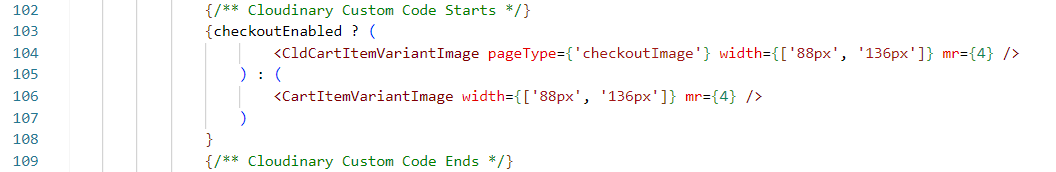 102 {/** Cloudinary Custom Code Starts */}
103 {checkoutEnabled ? (
104 <CldCartItemVariantImage pageType={'checkoutImage'} width={['88px', '136px']} mr={4} />
105 ) : (
106 <CartItemVariantImage width={['88px', '136px']} mr={4} />
107 )
108 }
109 {/** Cloudinary Custom Code Ends */}